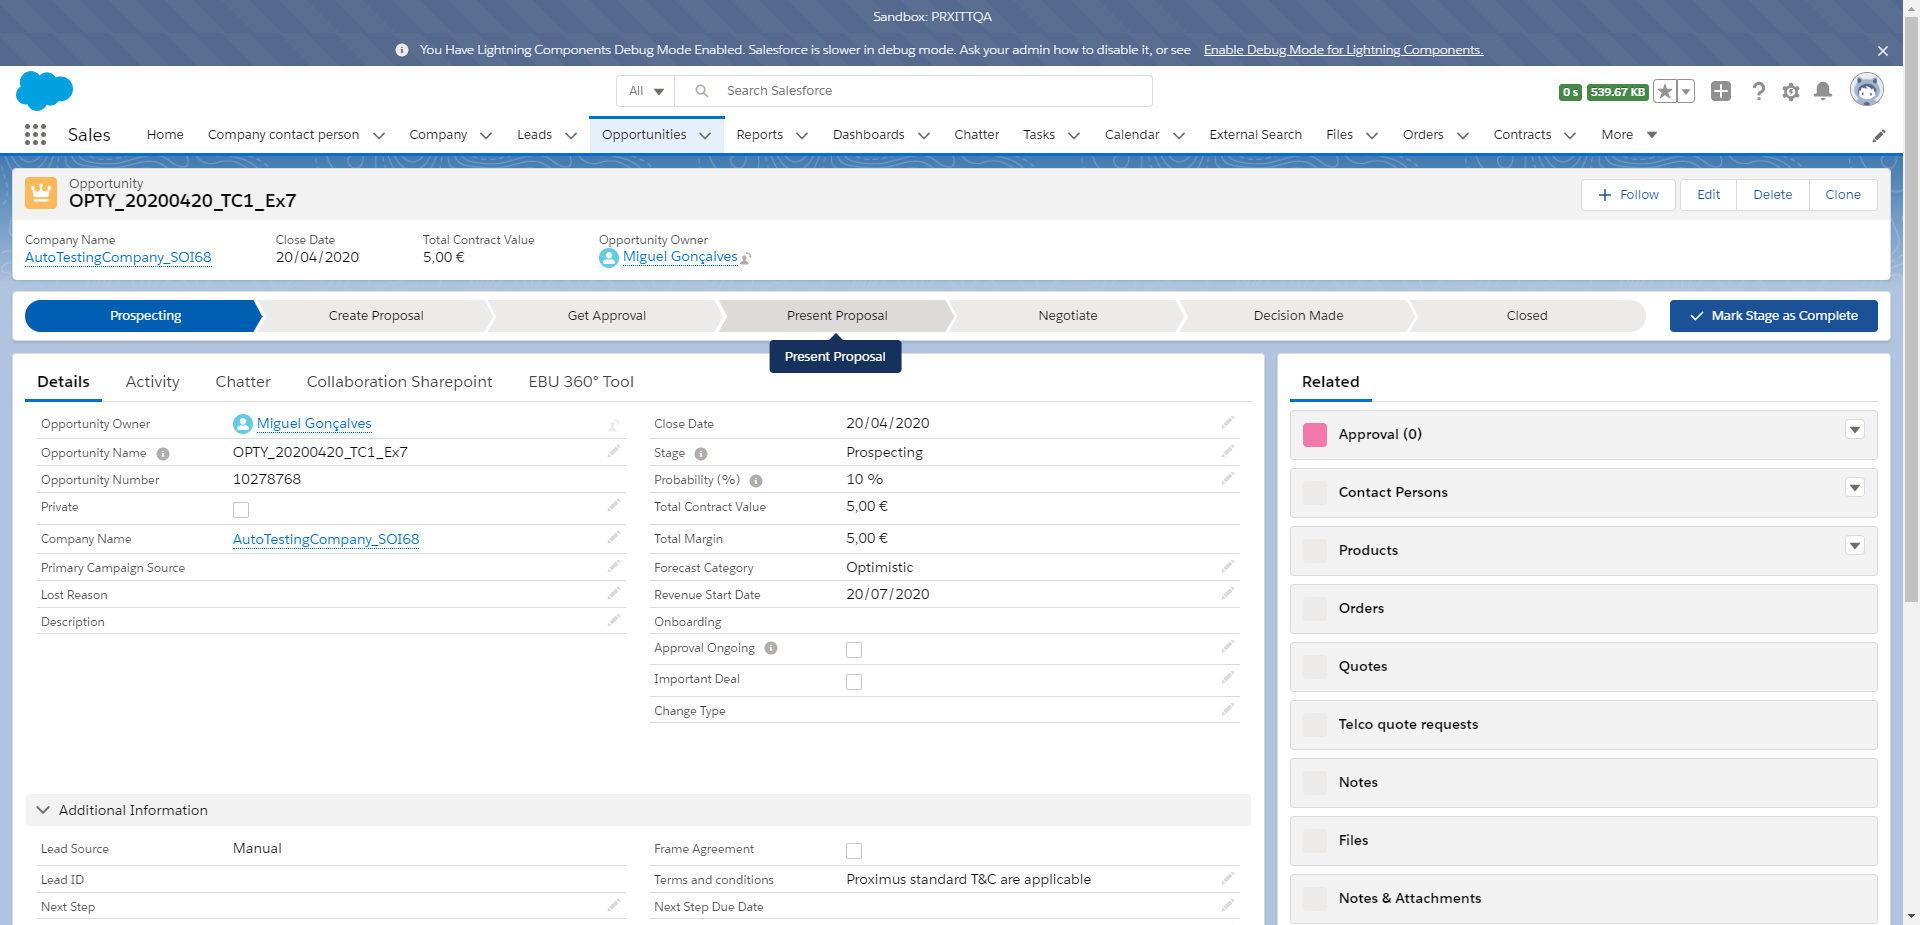 Sandbox: PRXITTQA
You Have Lightning Components Debug Mode Enabled. Salesforce is slower in debug mode. Ask your admin how to disable it, or see Enable Debug Mode for Lightning Components.
All Search Salesforce 0 s 539.67 KB
Sales Home Company contact person Company Leads Opportunities Reports Dashboards Chatter Tasks Calendar External Search Files Orders Contracts More
Opportunity
OPTY_20200420_TC1_Ex7
Follow Edit Delete Clone
Company Name Close Date Total Contract Value Opportunity Owner
AutoTestingCompany_SOI68 20/04/2020 5,00 € Miguel Gonçalves
Prospecting Create Proposal Get Approval Present Proposal Negotiate Decision Made Closed Mark Stage as Complete
Present Proposal
Details Activity Chatter Collaboration Sharepoint EBU 360° Tool
Opportunity Owner Miguel Gonçalves Close Date 20/04/2020
Opportunity Name OPTY_20200420_TC1_Ex7 Stage Prospecting
Opportunity Number 10278768 Probability (%) 10 %
Private Total Contract Value 5,00 €
Company Name AutoTestingCompany_SOI68 Total Margin 5,00 €
Primary Campaign Source Forecast Category Optimistic
Lost Reason Revenue Start Date 20/07/2020
Description Onboarding
Approval Ongoing
Important Deal
Change Type
Additional Information
Lead Source Manual Frame Agreement
Lead ID Terms and conditions Proximus standard T&C are applicable
Next Step Next Step Due Date
Related
Approval (0)
Contact Persons
Products
Orders
Quotes
Telco quote requests
Notes
Files
Notes & Attachments